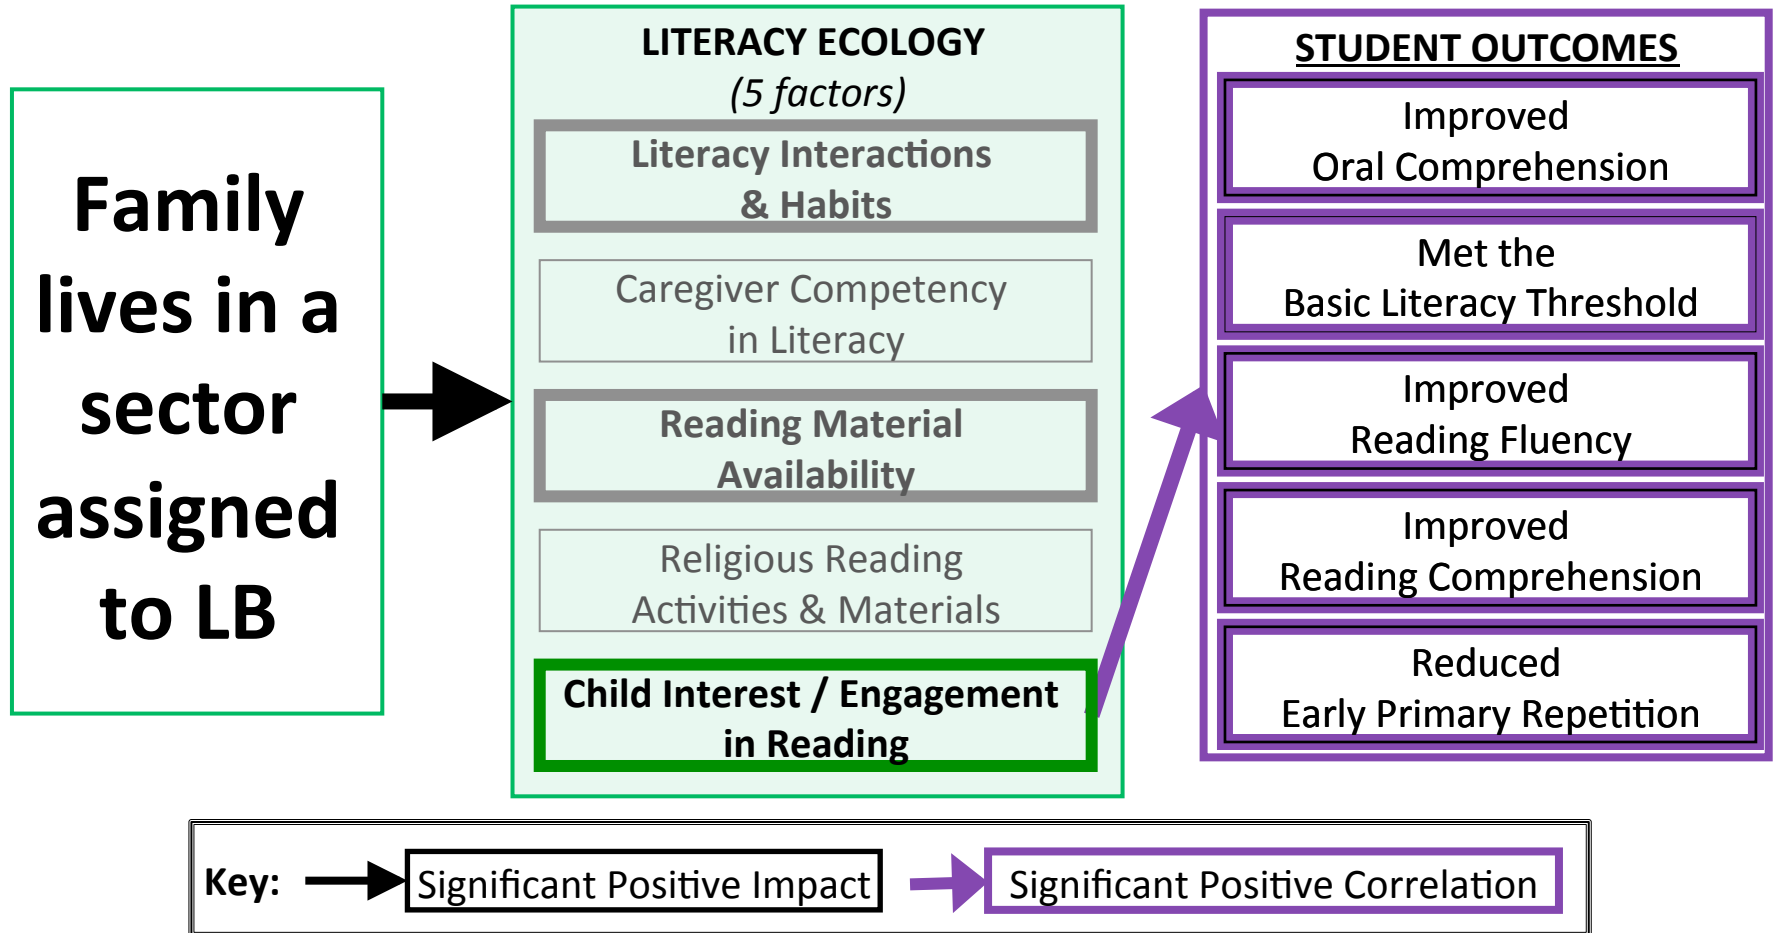 Family
lives in a
sector
assigned
to LB
LITERACY ECOLOGY
(5 factors)
Literacy Interactions
& Habits
Caregiver Competency
in Literacy
Reading Material
Availability
Religious Reading
Activities & Materials
Child Interest / Engagement
in Reading
STUDENT OUTCOMES
Improved
Oral Comprehension
Met the
Basic Literacy Threshold
Improved
Reading Fluency
Improved
Reading Comprehension
Reduced
Early Primary Repetition
Key:
Significant Positive Impact
Significant Positive Correlation